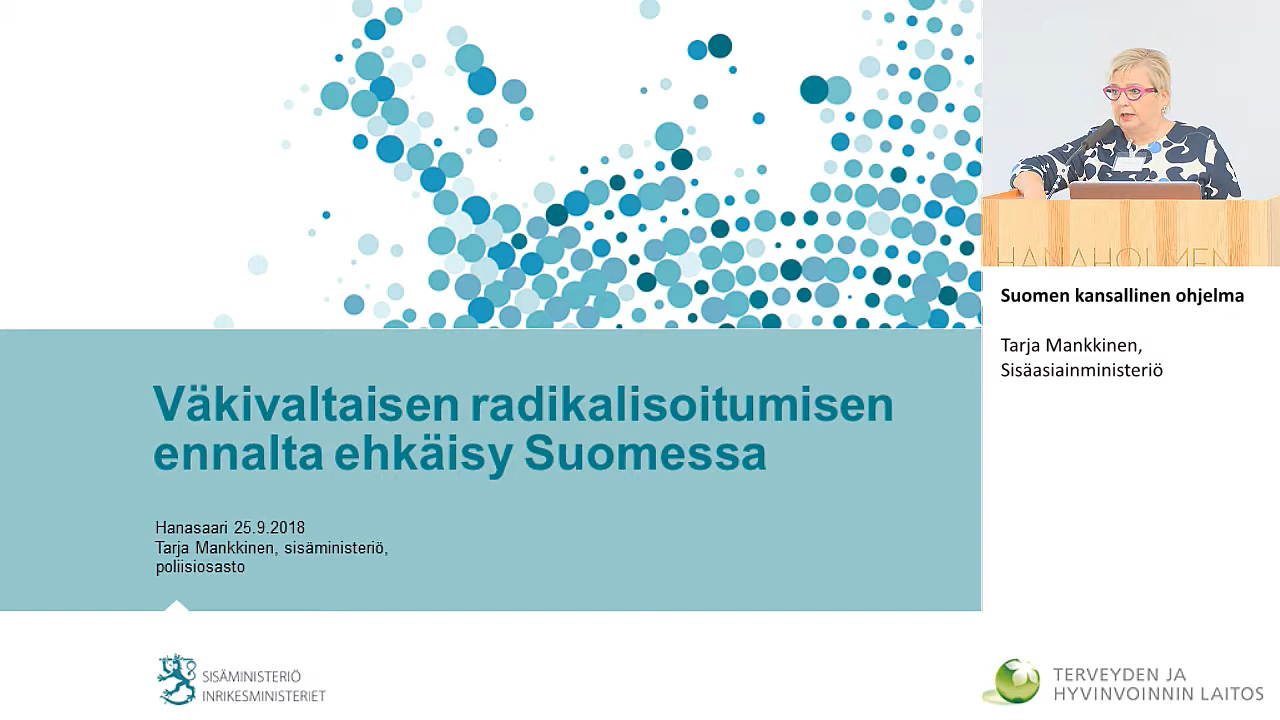 HANAHOLMEN
Suomen kansallinen ohjelma
Tarja Mankkinen,
Sisäasiainministeriö
Väkivaltaisen radikalisoitumisen
ennalta ehkäisy Suomessa
Hanasaari 25.9.2018
Tarja Mankkinen, sisäministeriö,
poliisiosasto
SISÄMINISTERIÖ
INRIKESMINISTERIET
TERVEYDEN JA
HYVINVOINNIN LAITOS